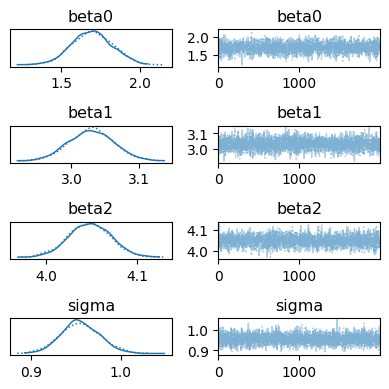 beta0 beta0
2.0
1.5
1.5 2.0 0 1000
beta1 beta1
3.1
3.0
3.0 3.1 0 1000
beta2 beta2
4.1
4.0
4.0 4.1 0 1000
sigma sigma
1.0
0.9
0.9 1.0 0 1000